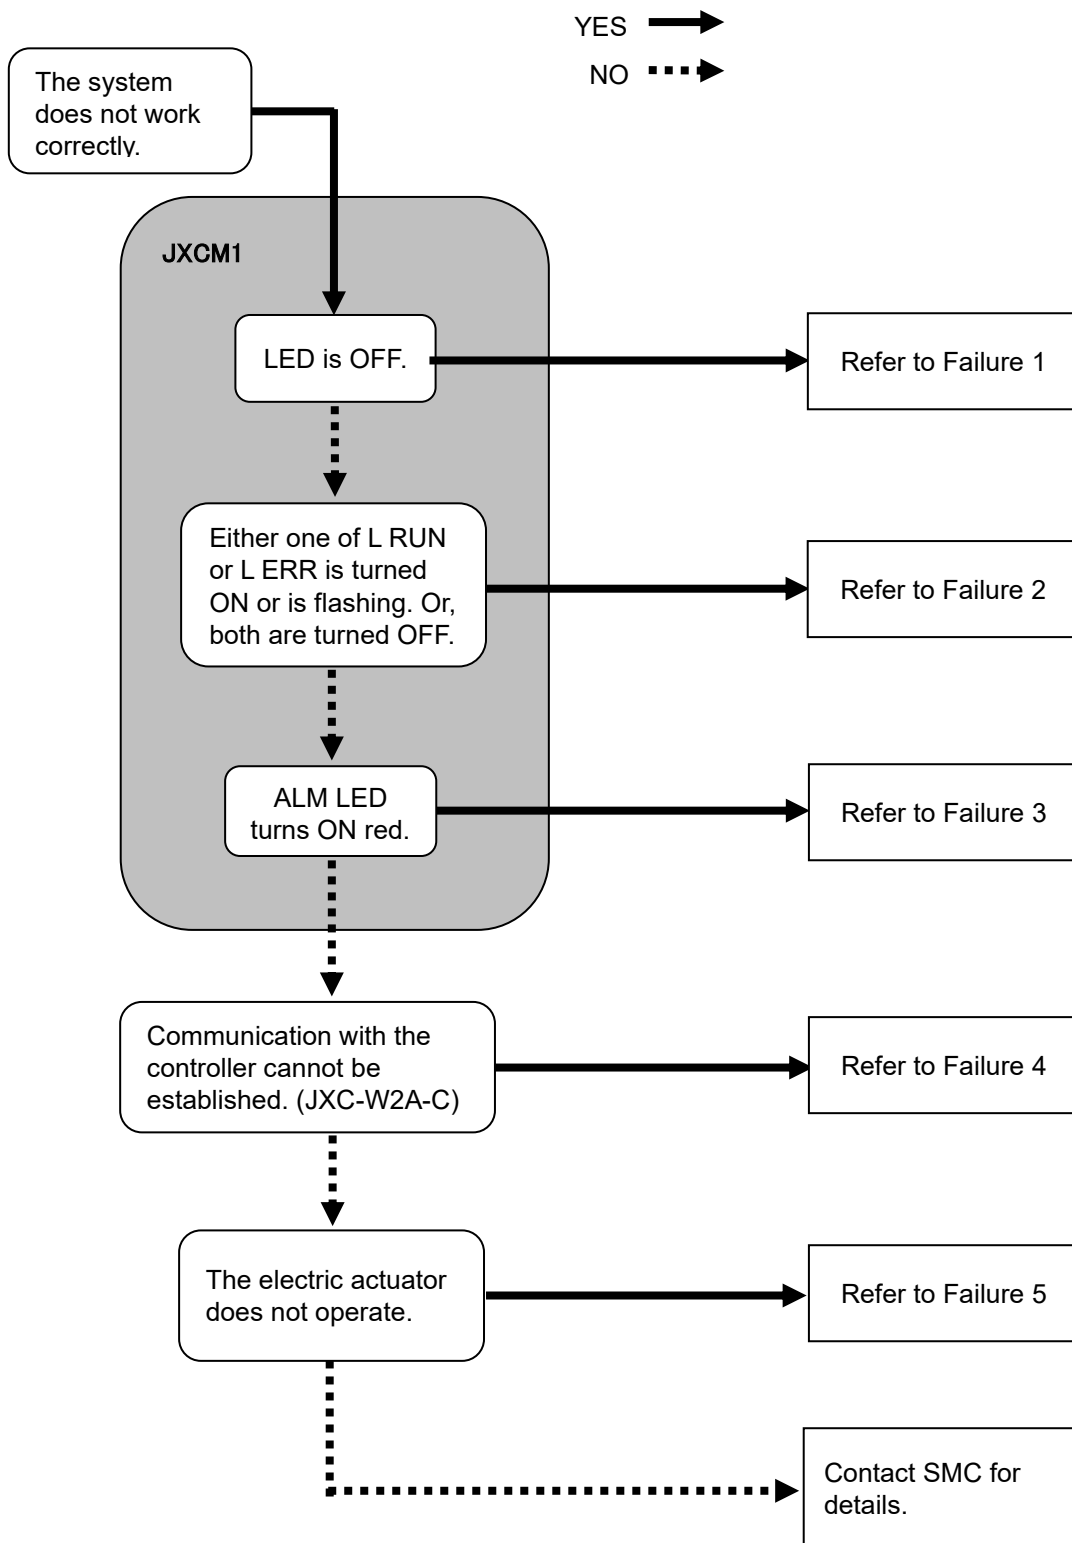 YES
NO
The system
does not work
correctly.
JXCM1
LED is OFF.
Refer to Failure 1
Either one of L RUN
or L ERR is turned
ON or is flashing. Or,
both are turned OFF.
Refer to Failure 2
ALM LED
turns ON red.
Refer to Failure 3
Communication with the
controller cannot be
established. (JXC-W2A-C)
Refer to Failure 4
The electric actuator
does not operate.
Refer to Failure 5
Contact SMC for
details.